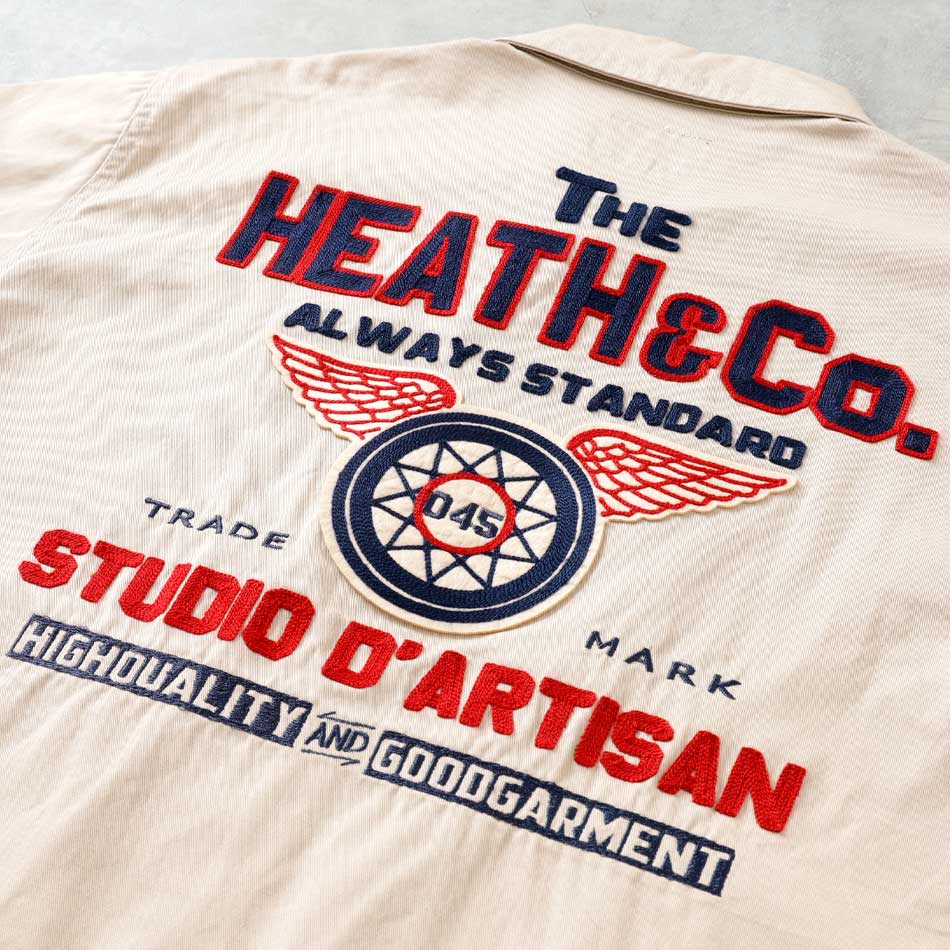 THE
HEATH & Co.
ALWAYS STANDARD
045
TRADE MARK
STUDIO D'ARTISAN
HIGHQUALITY AND GOODGARMENT